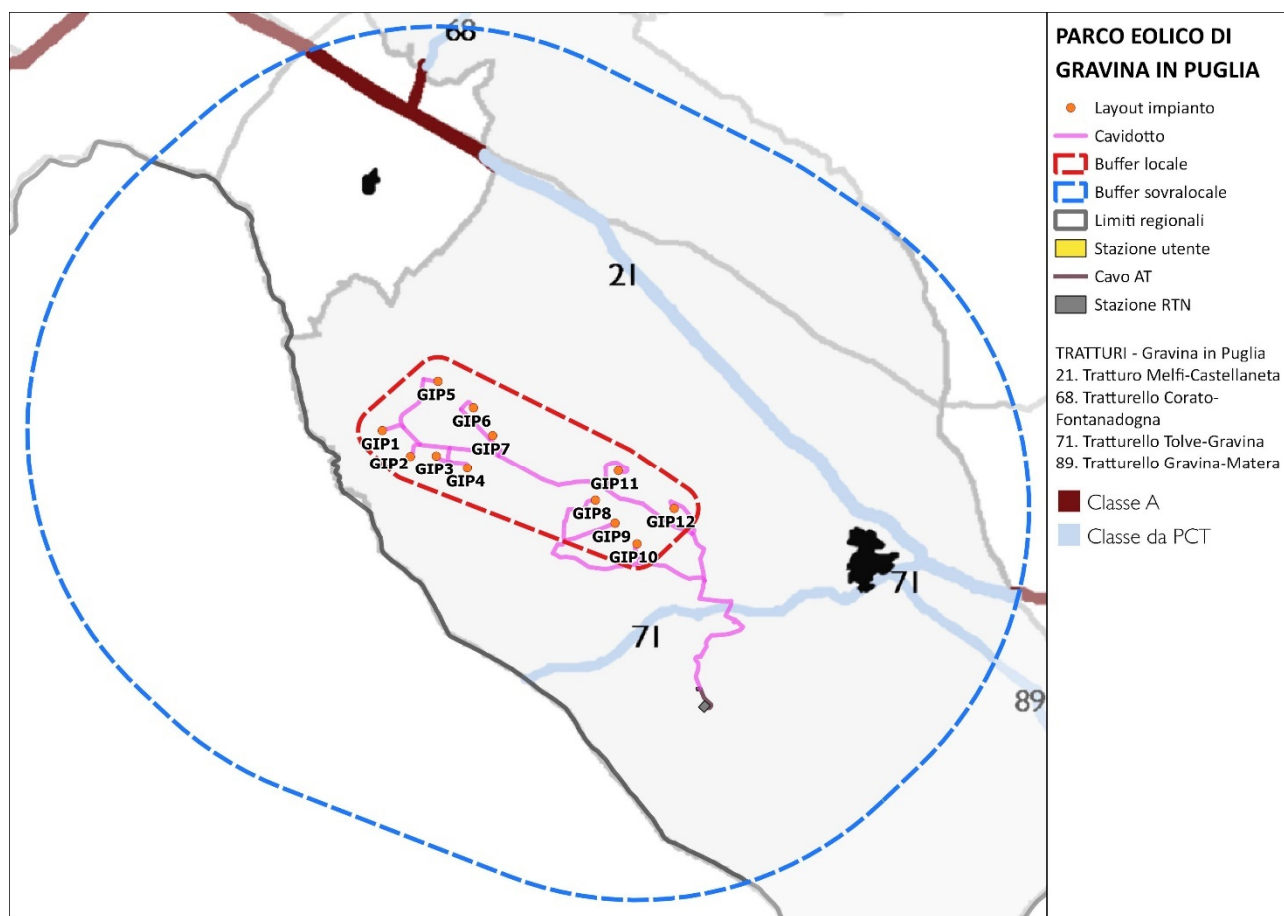 68
21
GIP5
GIP6
GIP1
GIP7
GIP2
GIP3
GIP4
GIP11
GIP8
GIP12
GIP9
GIP10
71
71
89
PARCO EOLICO DI
GRAVINA IN PUGLIA
Layout impianto
Cavidotto
Buffer locale
Buffer sovralocale
Limiti regionali
Stazione utente
Cavo AT
Stazione RTN
TRATTURI - Gravina in Puglia
21. Tratturo Melfi-Castellaneta
68. Tratturello Corato-
Fontanadogna
71. Tratturello Tolve-Gravina
89. Tratturello Gravina-Matera
Classe A
Classe da PCT